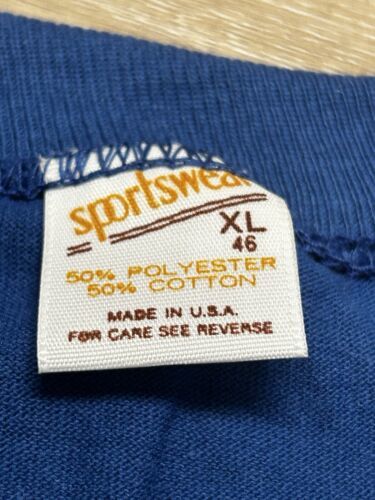 sportswear
XL
46
50% POLYESTER
50% COTTON
MADE IN U.S.A.
FOR CARE SEE REVERSE